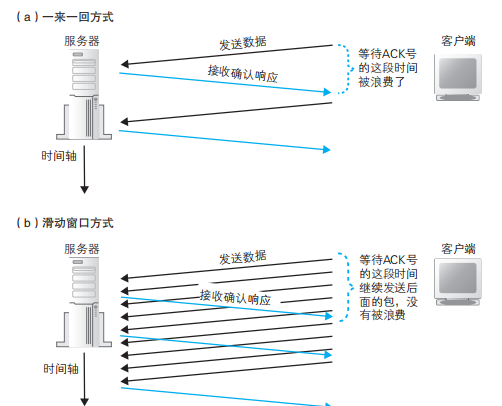 (a)一来一回方式
服务器
发送数据
客户端
接收确认响应
等待ACK号
的这段时间
被浪费了
时间轴
(b)滑动窗口方式
服务器
发送数据
客户端
接收确认响应
等待ACK号
的这段时间
继续发送后
面的包，没
有被浪费
时间轴